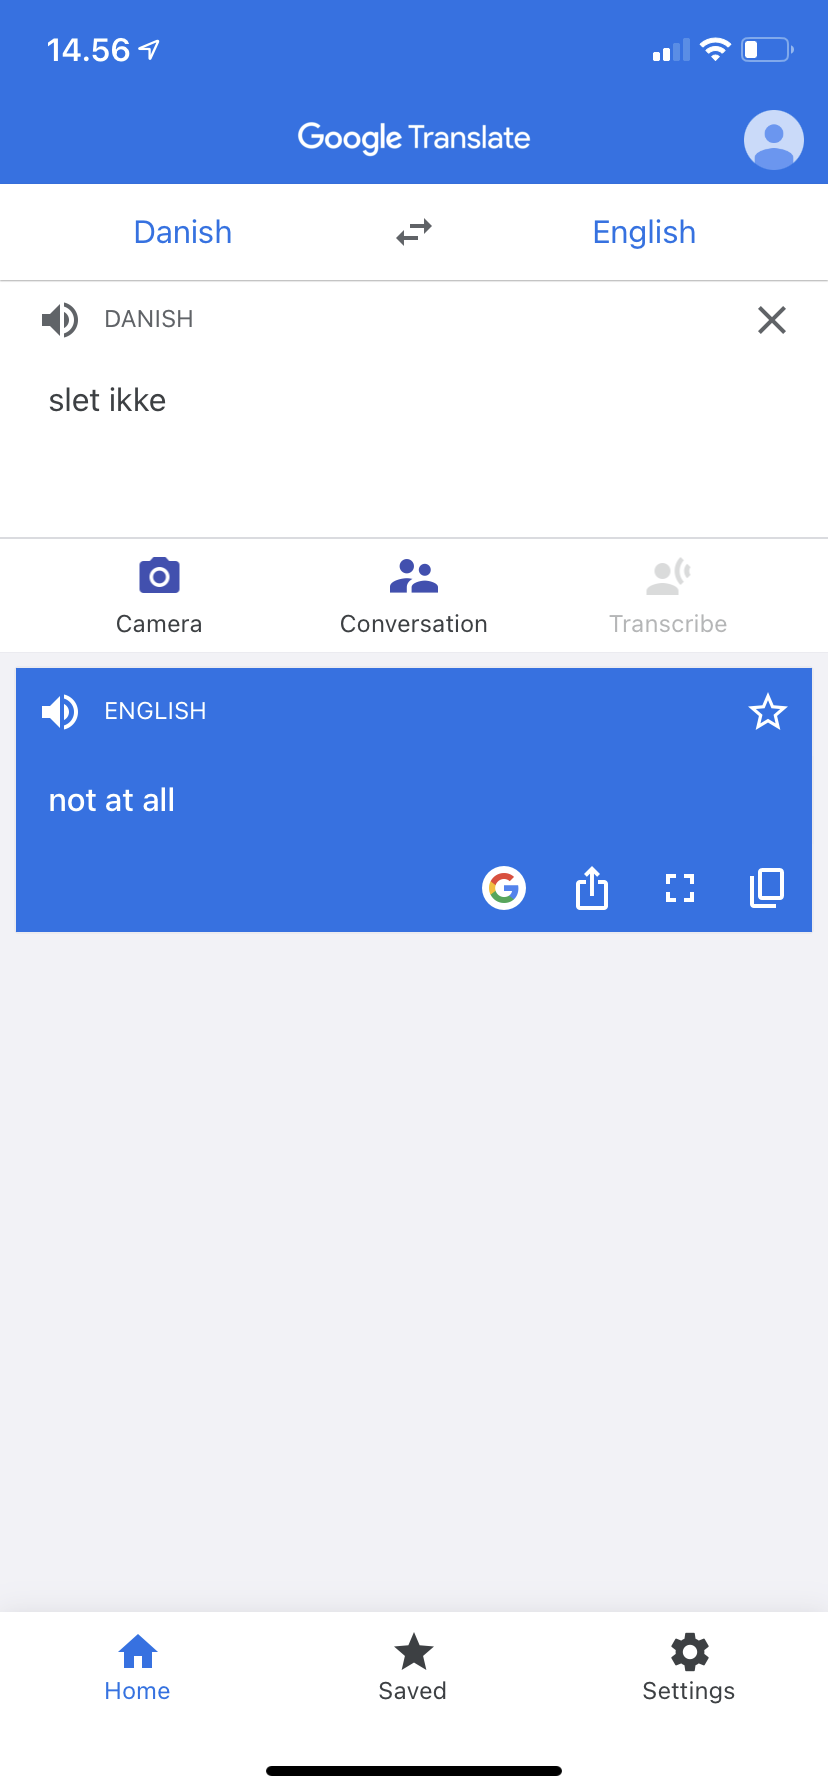 14.56
Google Translate
Danish English
DANISH
slet ikke
Camera Conversation Transcribe
ENGLISH
not at all
Home Saved Settings